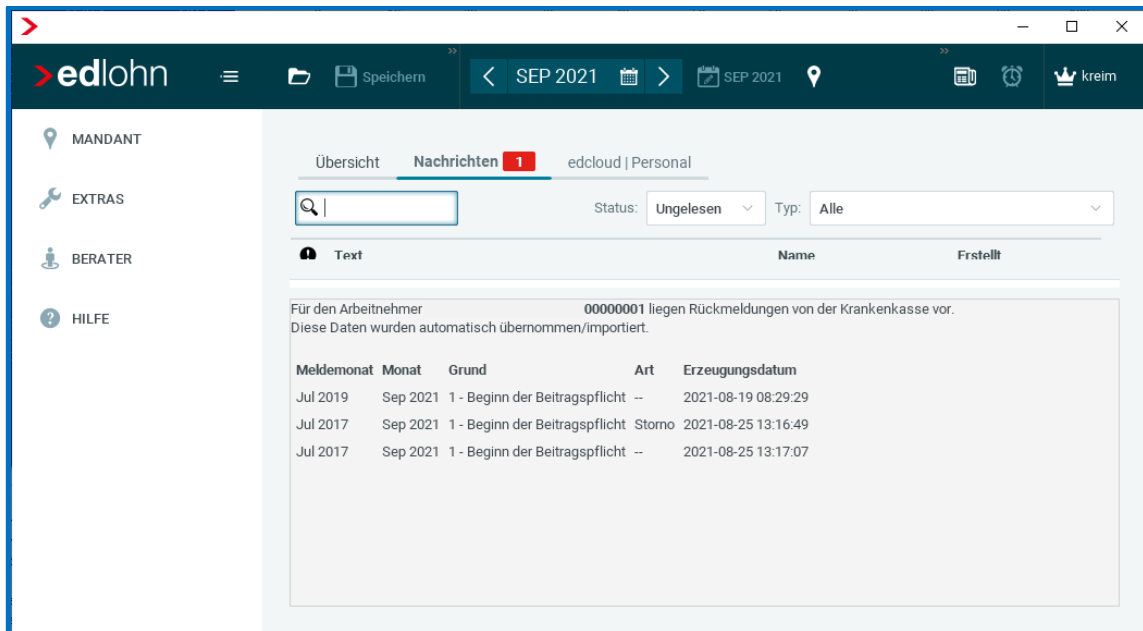 edlohn Speichern SEP 2021 SEP 2021 kreim
MANDANT
EXTRAS
BERATER
HILFE
Übersicht Nachrichten 1 edcloud | Personal
Status: Ungelesen Typ: Alle
Text Name Erstellt
Für den Arbeitnehmer 00000001 liegen Rückmeldungen von der Krankenkasse vor.
Diese Daten wurden automatisch übernommen/importiert.
Meldemonat Monat Grund Art Erzeugungsdatum
Jul 2019 Sep 2021 1 - Beginn der Beitragspflicht -- 2021-08-19 08:29:29
Jul 2017 Sep 2021 1 - Beginn der Beitragspflicht Storno 2021-08-25 13:16:49
Jul 2017 Sep 2021 1 - Beginn der Beitragspflicht -- 2021-08-25 13:17:07